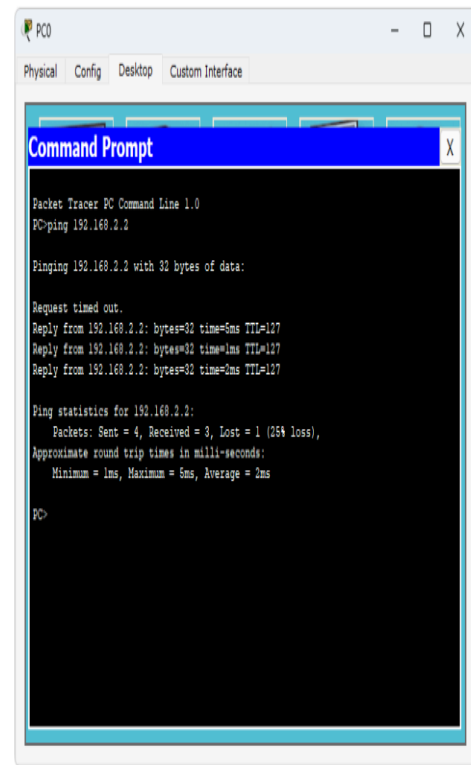 PC0
Physical Config Desktop Custom Interface
Command Prompt
X
Packet Tracer PC Command Line 1.0
PC>ping 192.168.2.2
Pinging 192.168.2.2 with 32 bytes of data:
Request timed out.
Reply from 192.168.2.2: bytes=32 time=5ms TTL=127
Reply from 192.168.2.2: bytes=32 time=1ms TTL=127
Reply from 192.168.2.2: bytes=32 time=2ms TTL=127
Ping statistics for 192.168.2.2:
Packets: Sent = 4, Received = 3, Lost = 1 (25% loss),
Approximate round trip times in milli-seconds:
Minimum = 1ms, Maximum = 5ms, Average = 2ms
PC>